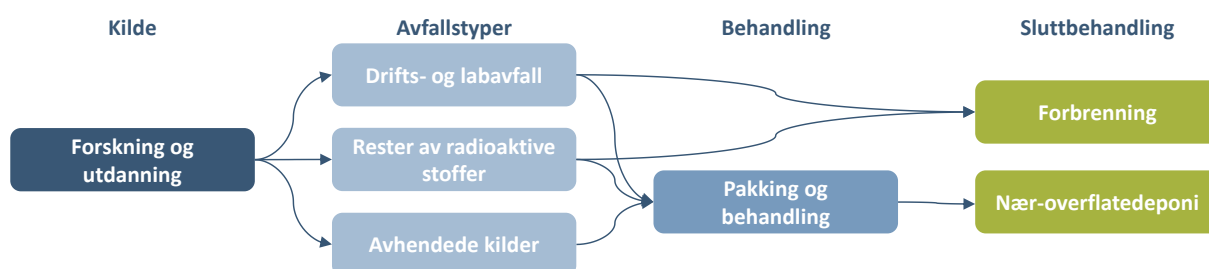 Kilde
Avfallstyper
Behandling
Sluttbehandling
Drifts- og labavfall
Forbrenning
Forskning og
utdanning
Rester av radioaktive
stoffer
Pakking og
behandling
Nær-overflatedeponi
Avhendede kilder